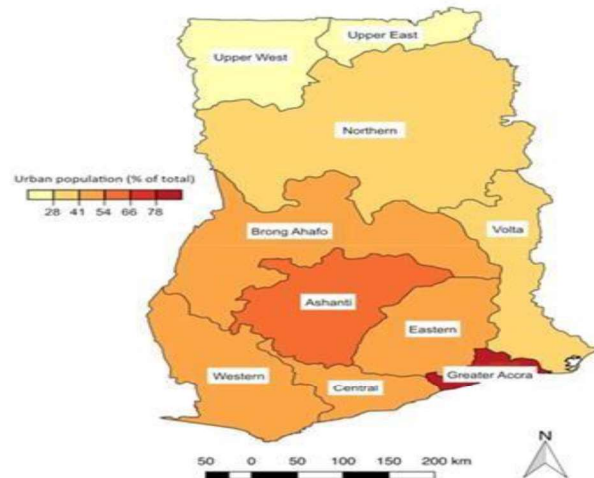 Upper East
Upper West
Northern
Urban population (% of total)
28 41 54 66 78
Brong Ahafo
Volta
Ashanti
Eastern
Western
Central
Greater Accra
N
50 0 50 100 150 200 km